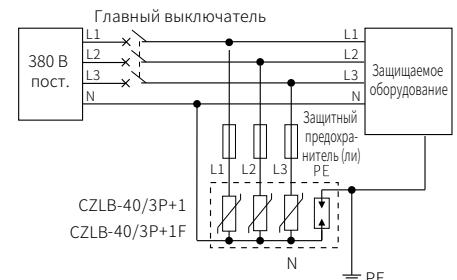 Главный выключатель
L1
L2
L3
N
380 В
пост.
L1
L2
L3
N
Защищаемое
оборудование
Защитный
предохра-
нитель (ли)
L1
L2
L3
PE
CZLB-40/3P+1
CZLB-40/3P+1F
N
PE